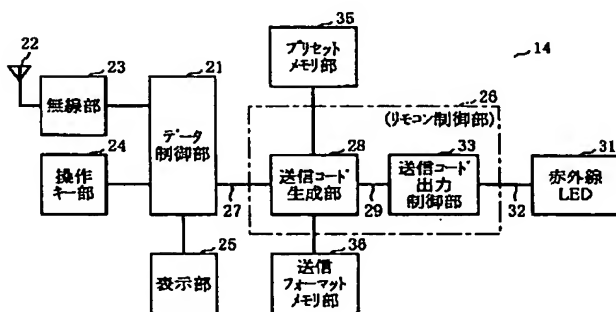 35
22
23
21
プリセット
メモリ部
14
無線部
26
(リモコン制御部)
24
データ
制御部
28
33
31
操作
キー部
送信コード
生成部
送信コード
出力
制御部
赤外線
LED
27
29
32
25
36
表示部
送信
フォーマット
メモリ部